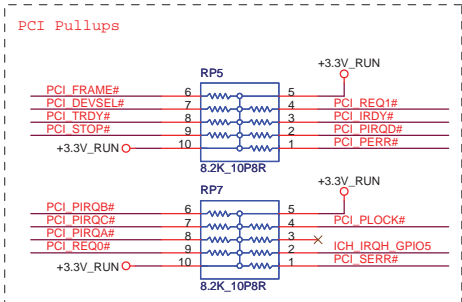 PCI Pullups
RP5
+3.3V_RUN
PCI_FRAME# 6 5
PCI_DEVSEL# 7 4 PCI_REQ1#
PCI_TRDY# 8 3 PCI_IRDY#
PCI_STOP# 9 2 PCI_PIRQD#
+3.3V_RUN 10 1 PCI_PERR#
8.2K_10P8R
RP7
+3.3V_RUN
PCI_PIRQB# 6 5
PCI_PIRQC# 7 4 PCI_PLOCK#
PCI_PIRQA# 8 3
PCI_REQ0# 9 2 ICH_IRQH_GPIO5
+3.3V_RUN 10 1 PCI_SERR#
8.2K_10P8R